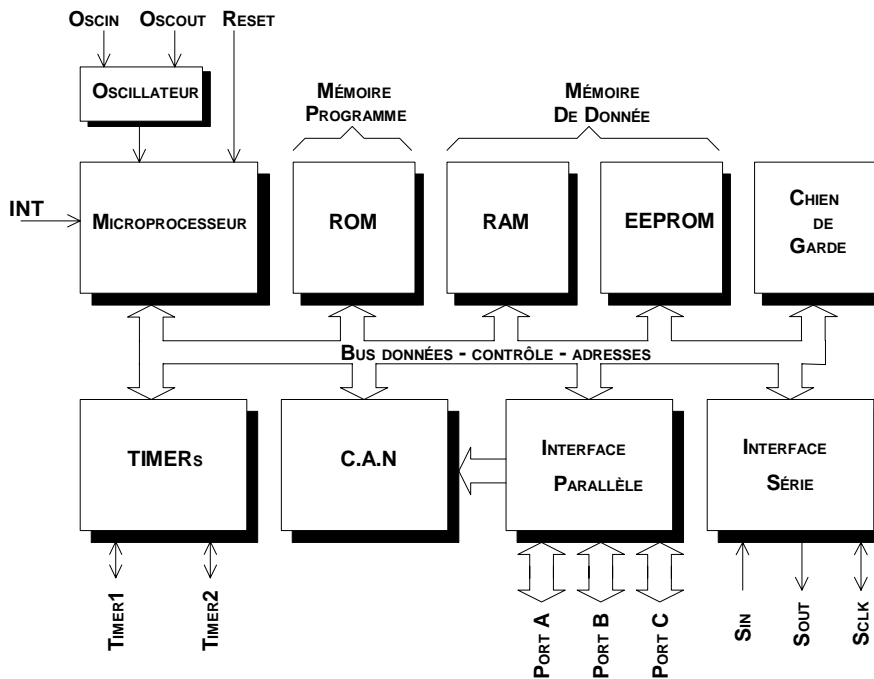 OSCIN OSCOUT RESET
OSCILLATEUR
MÉMOIRE
PROGRAMME
MÉMOIRE
DE DONNÉE
INT
MICROPROCESSEUR
ROM
RAM
EEPROM
CHIEN
DE
GARDE
BUS DONNÉES - CONTRÔLE - ADRESSES
TIMERS
C.A.N
INTERFACE
PARALLÈLE
INTERFACE
SÉRIE
TIMER1
TIMER2
PORT A
PORT B
PORT C
SIN
SOUT
SCLK